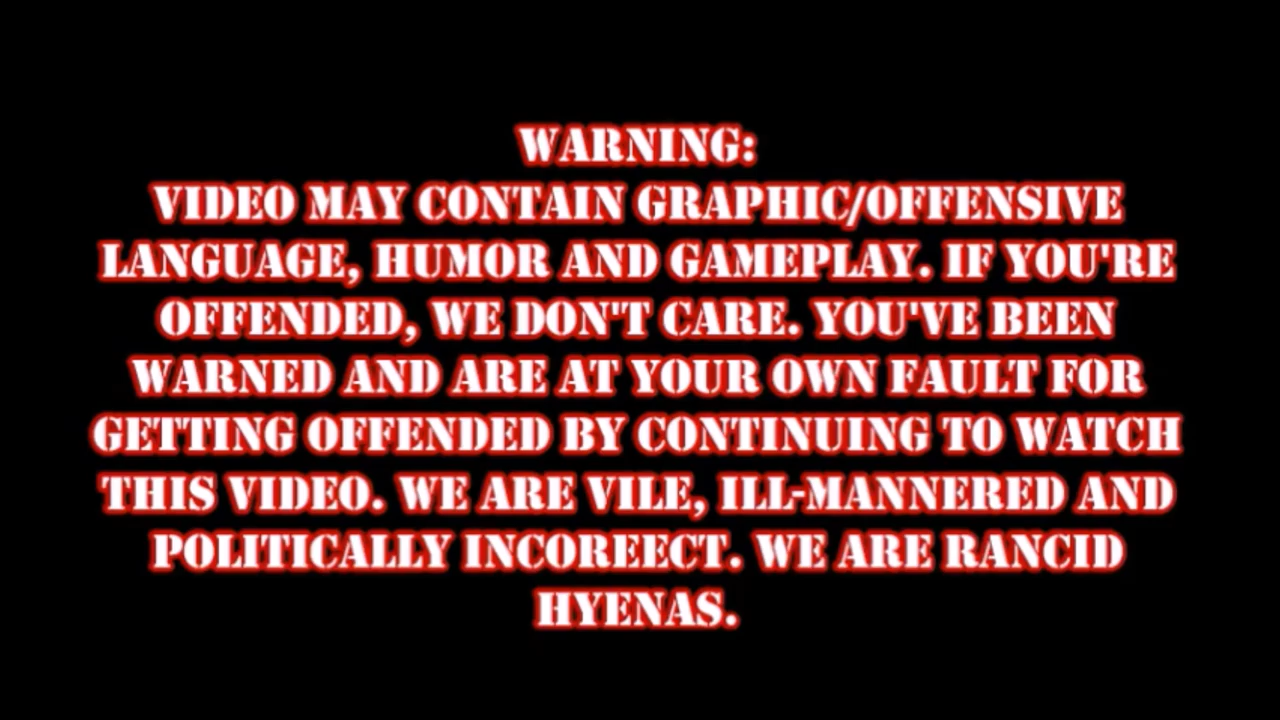 WARNING:
VIDEO MAY CONTAIN GRAPHIC/OFFENSIVE
LANGUAGE, HUMOR AND GAMEPLAY. IF YOU'RE
OFFENDED, WE DON'T CARE. YOU'VE BEEN
WARNED AND ARE AT YOUR OWN FAULT FOR
GETTING OFFENDED BY CONTINUING TO WATCH
THIS VIDEO. WE ARE VILE, ILL-MANNERED AND
POLITICALLY INCOREECT. WE ARE RANCID
HYENAS.